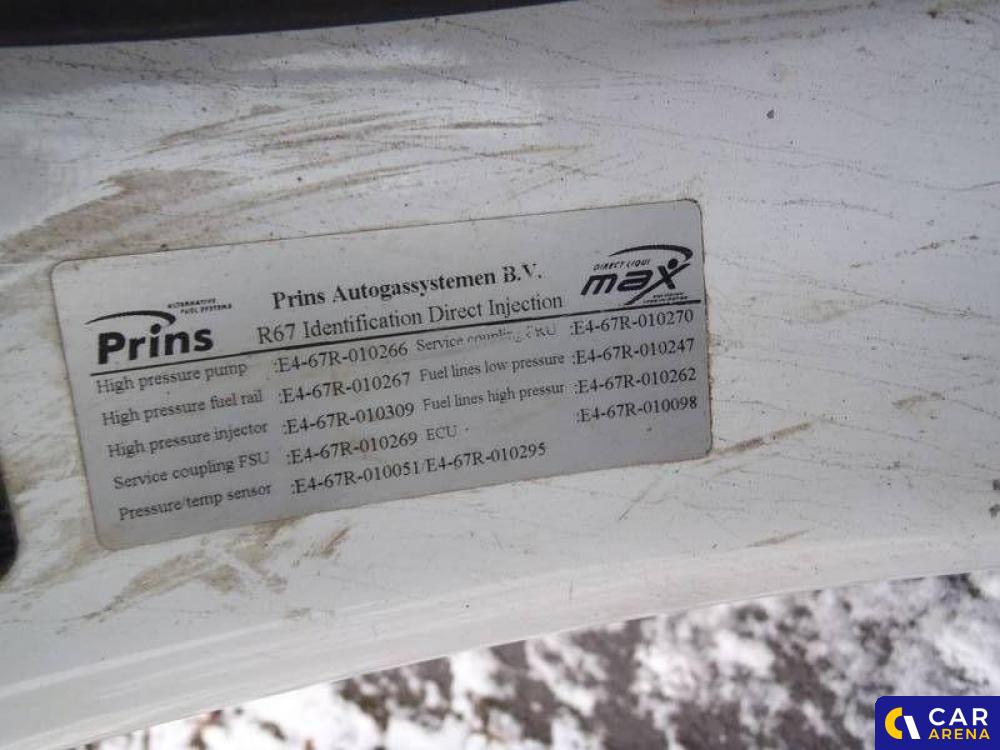 Prins
ALTERNATIVE
FUEL SYSTEMS
Prins Autogassystemen B.V.
R67 Identification Direct Injection
DIRECT LIQUI
max
High pressure pump :E4-67R-010266 Service coupling FRU :E4-67R-010270
High pressure fuel rail :E4-67R-010267 Fuel lines low pressure :E4-67R-010247
High pressure injector :E4-67R-010309 Fuel lines high pressur :E4-67R-010262
Service coupling FSU :E4-67R-010269 ECU :E4-67R-010098
Pressure/temp sensor :E4-67R-010051/E4-67R-010295
CAR
ARENA